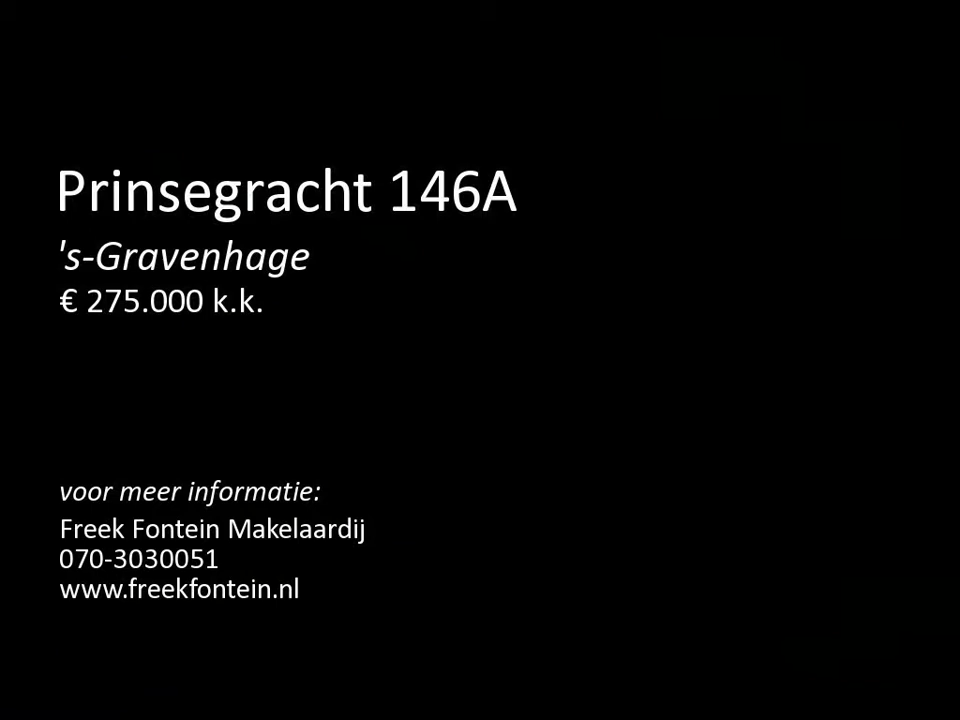 Prinsegracht 146A
's-Gravenhage
€ 275.000 k.k.
voor meer informatie:
Freek Fontein Makelaardij
070-3030051
www.freekfontein.nl